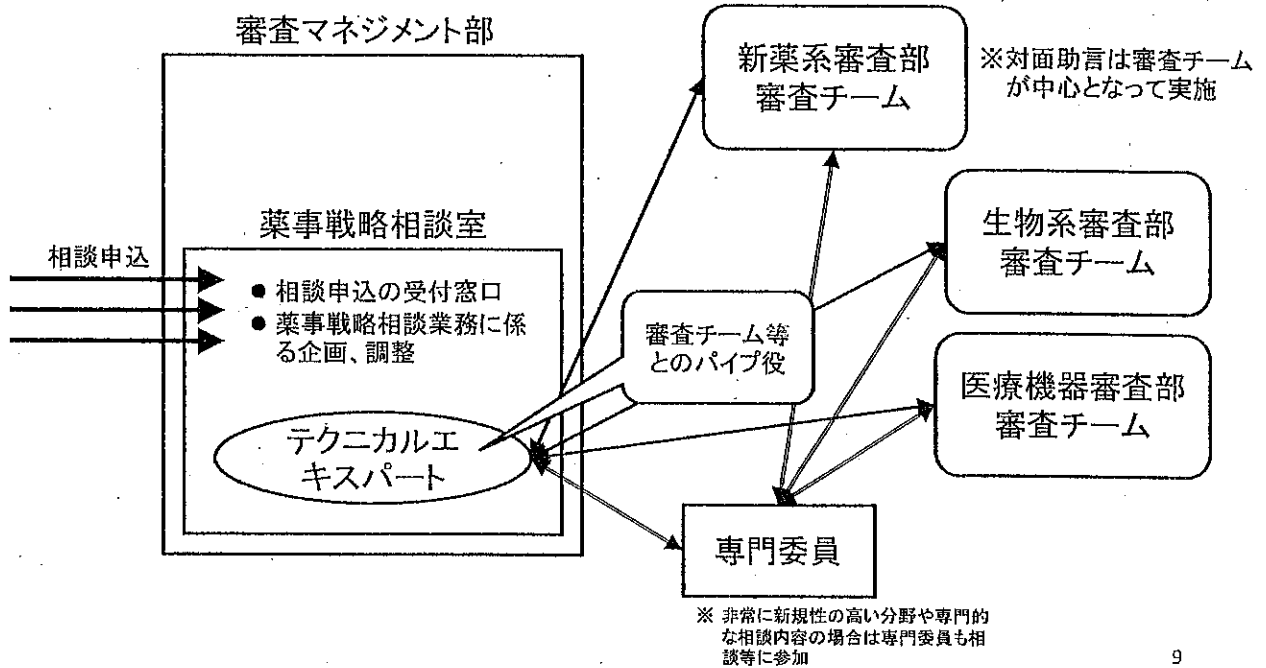 審査マネジメント部
新薬系審査部
審査チーム
※対面助言は審査チーム
が中心となって実施
薬事戦略相談室
相談申込
● 相談申込の受付窓口
● 薬事戦略相談業務に係
る企画、調整
審査チーム等
とのパイプ役
生物系審査部
審査チーム
医療機器審査部
審査チーム
テクニカルエ
キスパート
専門委員
※ 非常に新規性の高い分野や専門的
な相談内容の場合は専門委員も相
談等に参加
9